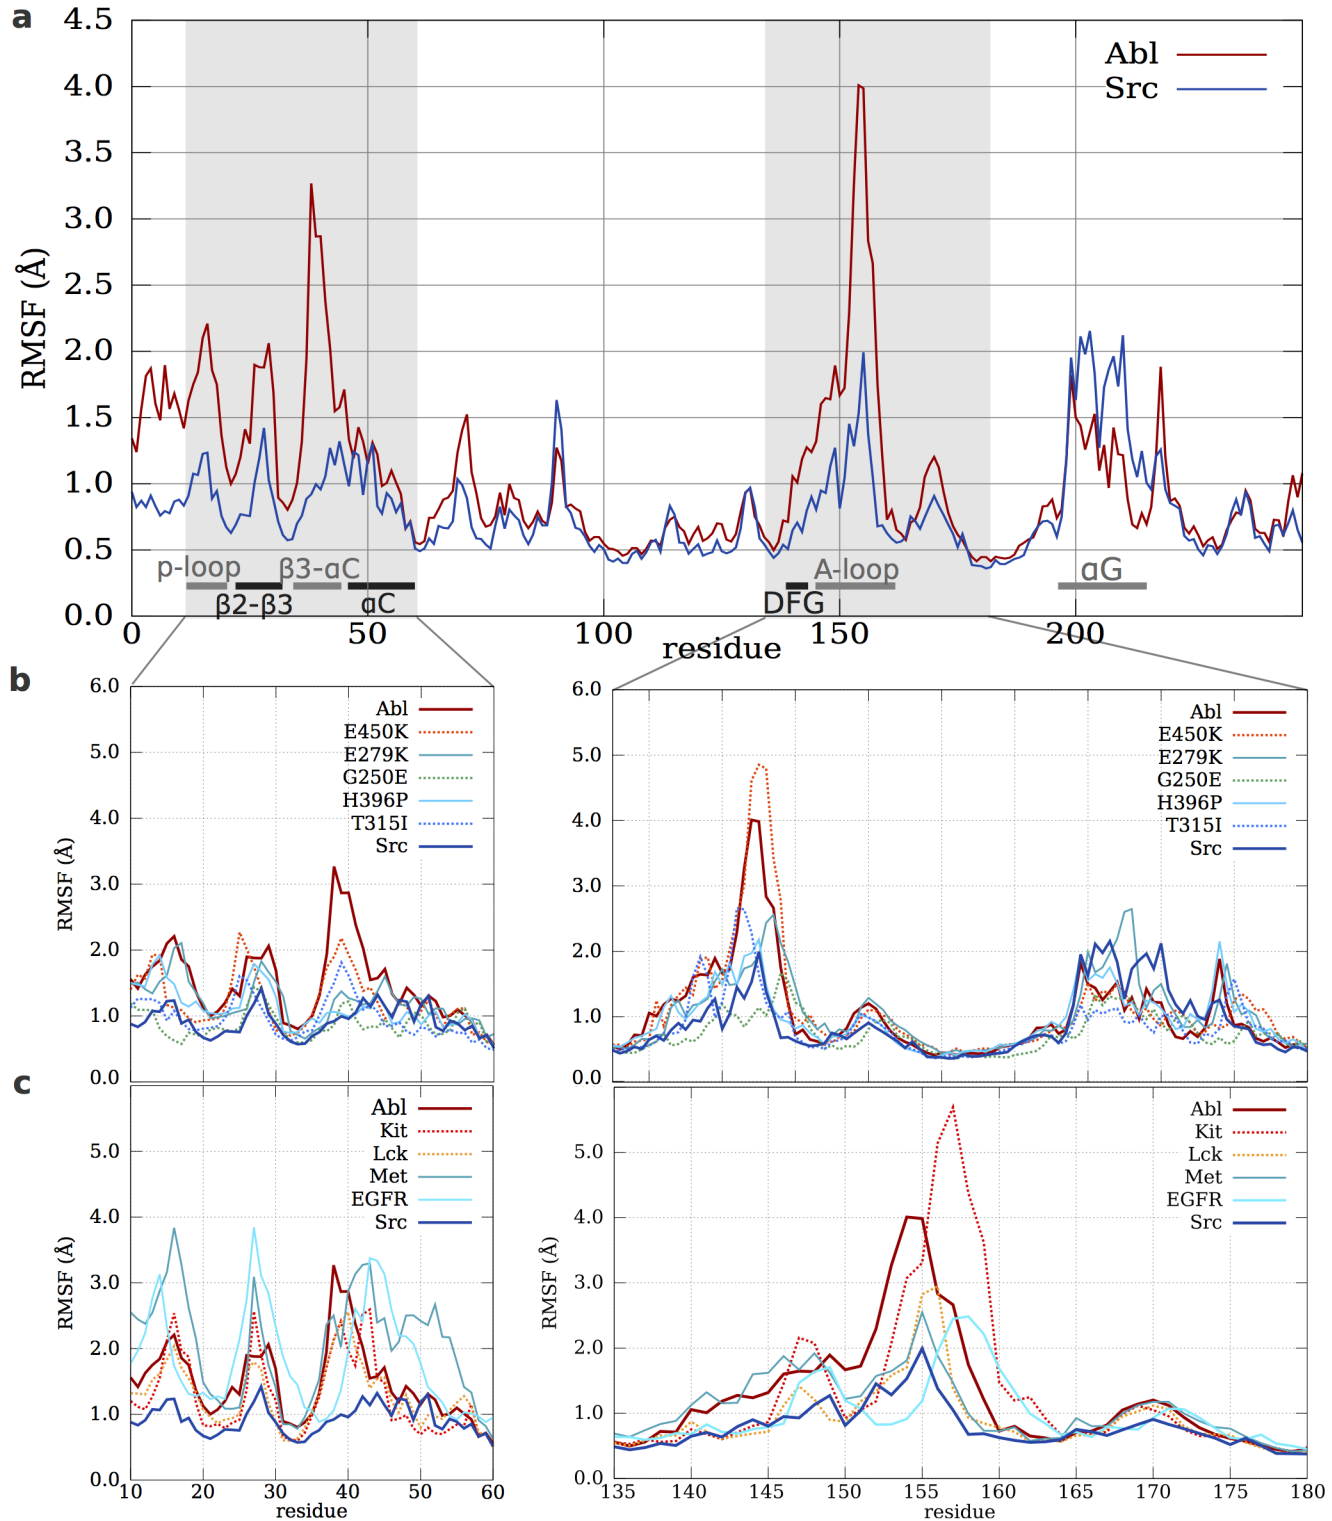 a
4.5
4.0
3.5
3.0
2.5
2.0
1.5
1.0
0.5
0.0
RMSF (Å)
Abl
Src
p-loop
β2-β3
β3-αC
αC
DFG
A-loop
αG
0 50 100 150 200
residue
b
6.0
5.0
4.0
3.0
2.0
1.0
0.0
RMSF (Å)
Abl
E450K
E279K
G250E
H396P
T315I
Src
6.0
5.0
4.0
3.0
2.0
1.0
0.0
Abl
E450K
E279K
G250E
H396P
T315I
Src
c
5.0
4.0
3.0
2.0
1.0
0.0
RMSF (Å)
Abl
Kit
Lck
Met
EGFR
Src
10 20 30 40 50 60
residue
5.0
4.0
3.0
2.0
1.0
0.0
RMSF (Å)
Abl
Kit
Lck
Met
EGFR
Src
135 140 145 150 155 160 165 170 175 180
residue